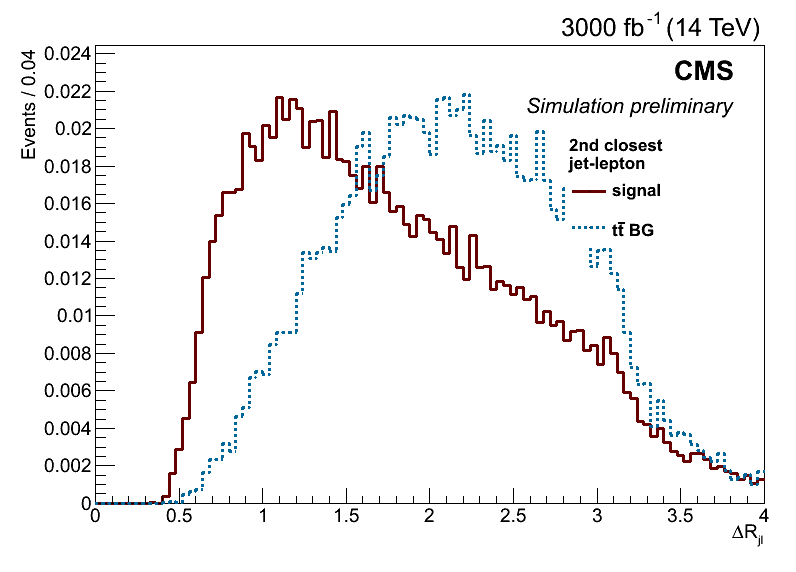 3000 fb-1 (14 TeV)
Events / 0.04
0.024
0.022
0.02
0.018
0.016
0.014
0.012
0.01
0.008
0.006
0.004
0.002
0
CMS
Simulation preliminary
2nd closest
jet-lepton
signal
tt̄ BG
0 0.5 1 1.5 2 2.5 3 3.5 4
ΔRjl